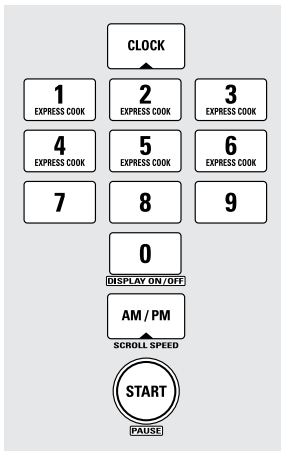 CLOCK
1 2 3
EXPRESS COOK EXPRESS COOK EXPRESS COOK
4 5 6
EXPRESS COOK EXPRESS COOK EXPRESS COOK
7 8 9
0
DISPLAY ON/OFF
AM / PM
SCROLL SPEED
START
PAUSE